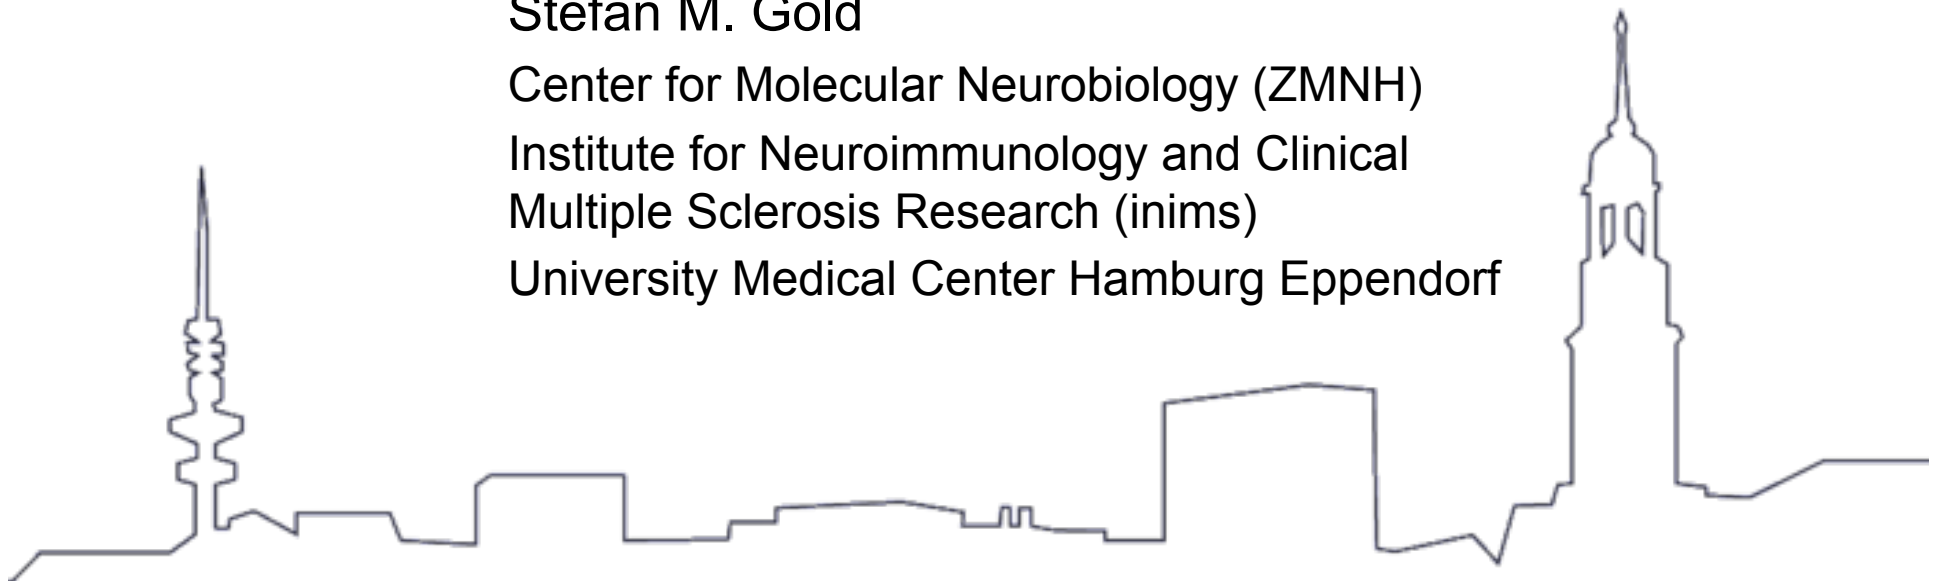 Stefan M. Gold
Center for Molecular Neurobiology (ZMNH)
Institute for Neuroimmunology and Clinical
Multiple Sclerosis Research (inims)
University Medical Center Hamburg Eppendorf